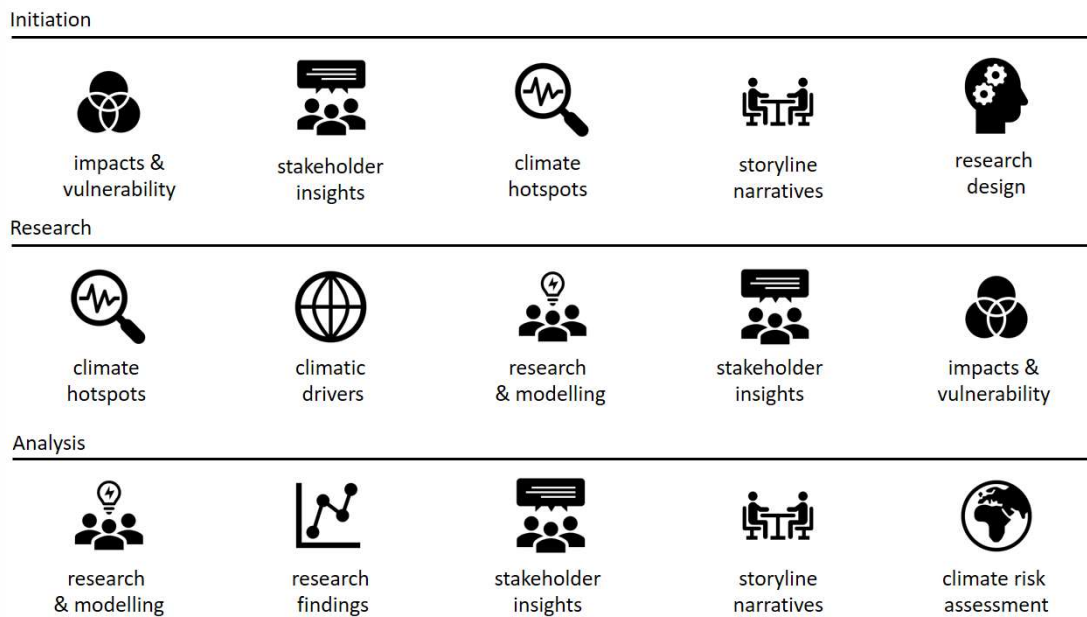 Initiation
impacts &
vulnerability
stakeholder
insights
climate
hotspots
storyline
narratives
research
design
Research
climate
hotspots
climatic
drivers
research
& modelling
stakeholder
insights
impacts &
vulnerability
Analysis
research
& modelling
research
findings
stakeholder
insights
storyline
narratives
climate risk
assessment